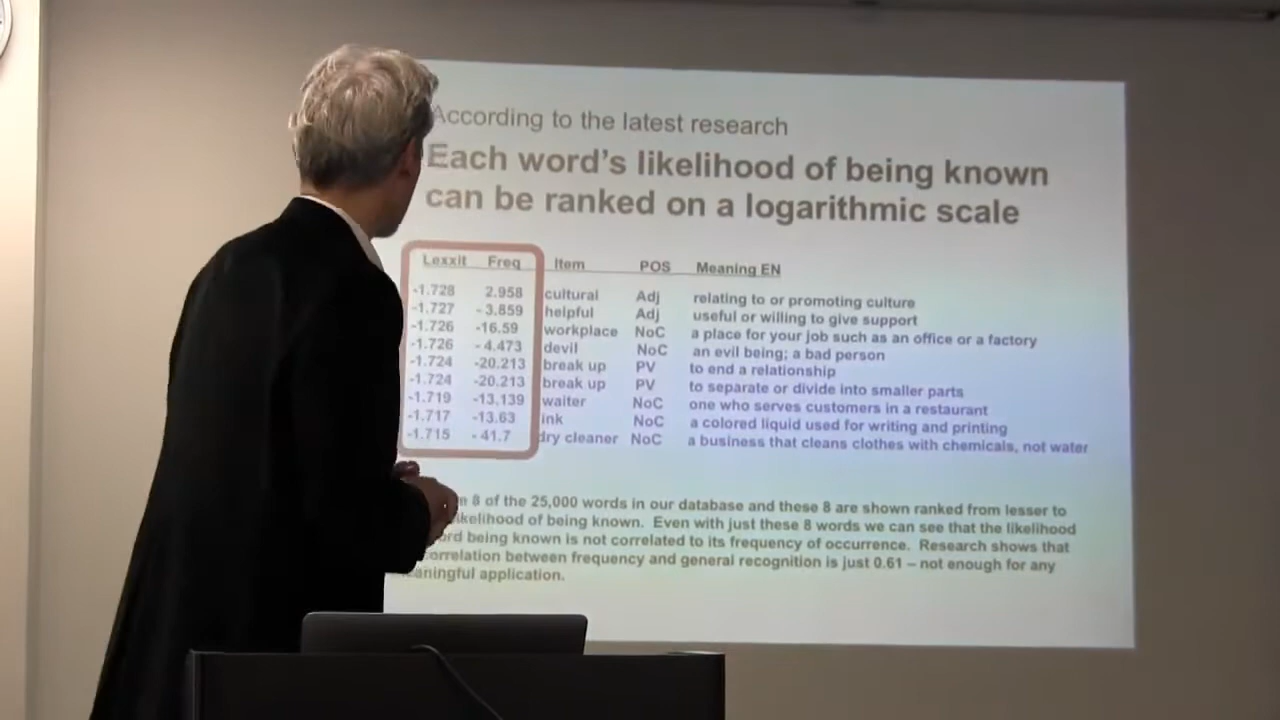 According to the latest research
Each word's likelihood of being known
can be ranked on a logarithmic scale
Lexxit Freq Item POS Meaning EN
-1.728 2.958 cultural Adj relating to or promoting culture
-1.727 -3.859 helpful Adj useful or willing to give support
-1.726 -16.59 workplace NoC a place for your job such as an office or a factory
-1.726 -4.473 devil NoC an evil being; a bad person
-1.724 -20.213 break up PV to end a relationship
-1.724 -20.213 break up PV to separate or divide into smaller parts
-1.719 -13,139 waiter NoC one who serves customers in a restaurant
-1.717 -13.63 ink NoC a colored liquid used for writing and printing
-1.715 -41.7 dry cleaner NoC a business that cleans clothes with chemicals, not water
8 of the 25,000 words in our database and these 8 are shown ranked from lesser to
likelihood of being known. Even with just these 8 words we can see that the likelihood
being known is not correlated to its frequency of occurrence. Research shows that
correlation between frequency and general recognition is just 0.61 – not enough for any
application.